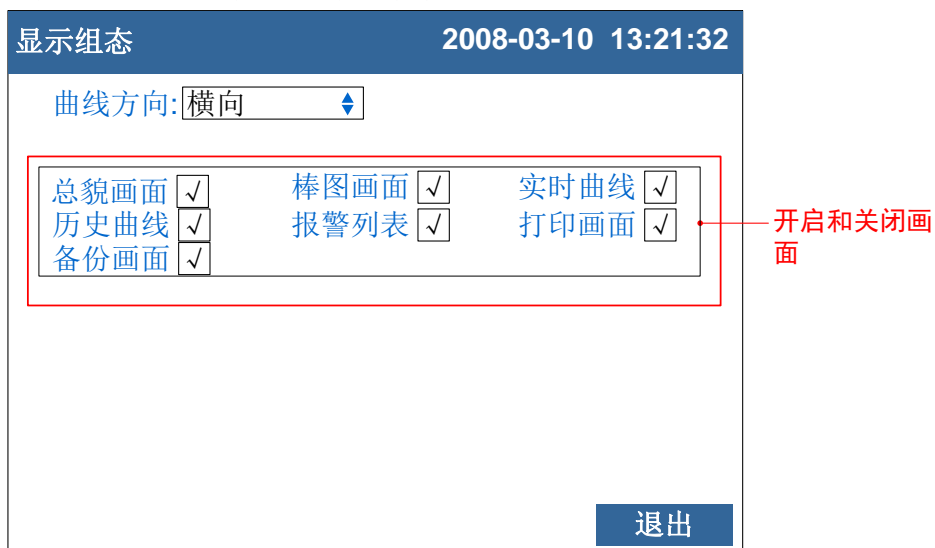 显示组态 2008-03-10 13:21:32
曲线方向: 横向
总貌画面 √ 棒图画面 √ 实时曲线 √
历史曲线 √ 报警列表 √ 打印画面 √
备份画面 √
开启和关闭画
面
退出